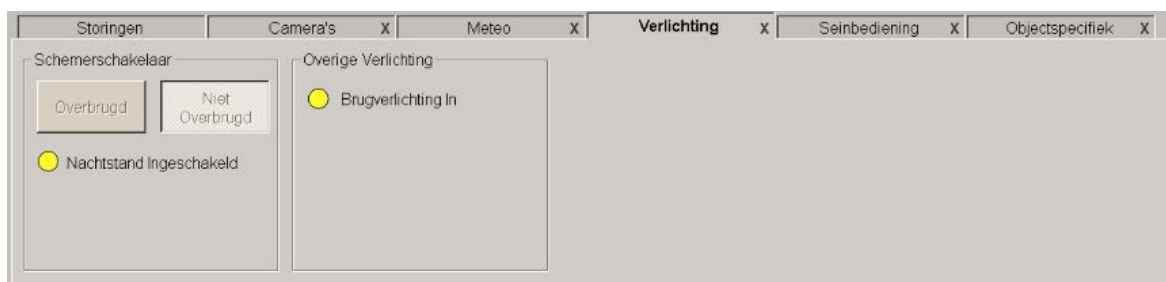 Storingen Camera's X Meteo X Verlichting X Seinbediening X Objectspecifiek X
Schemerschakelaar
Overbrugd
Niet
Overbrugd
Nachtstand Ingeschakeld
Overige Verlichting
Brugverlichting In